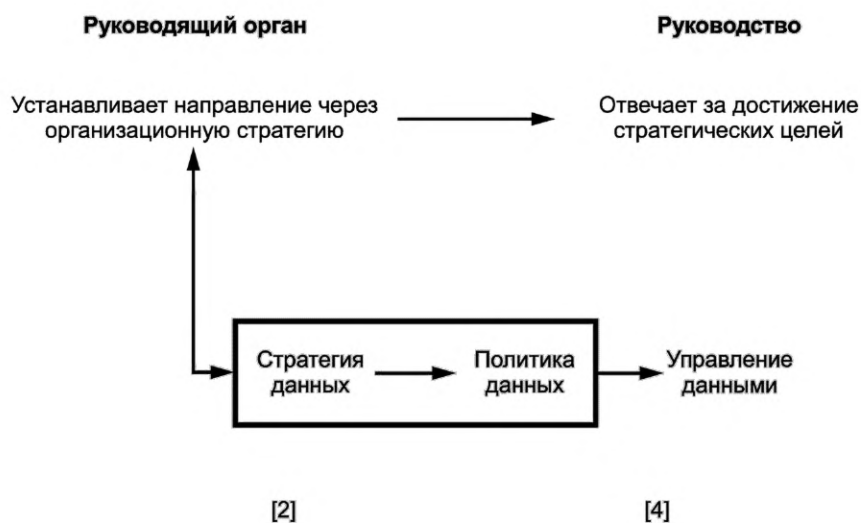 Руководящий орган
Руководство
Устанавливает направление через
организационную стратегию
Отвечает за достижение
стратегических целей
Стратегия
данных
Политика
данных
Управление
данными
[2]
[4]